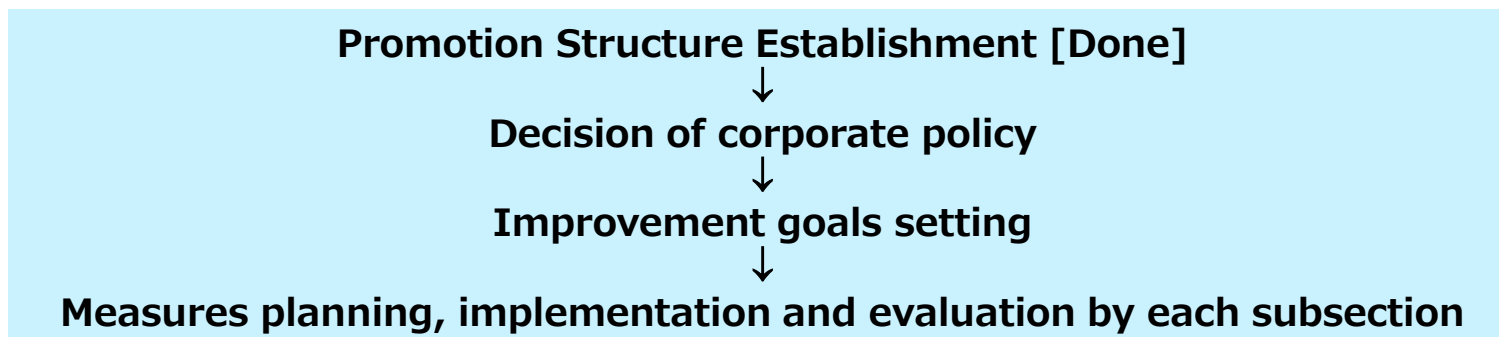 Promotion Structure Establishment [Done]
↓
Decision of corporate policy
↓
Improvement goals setting
↓
Measures planning, implementation and evaluation by each subsection